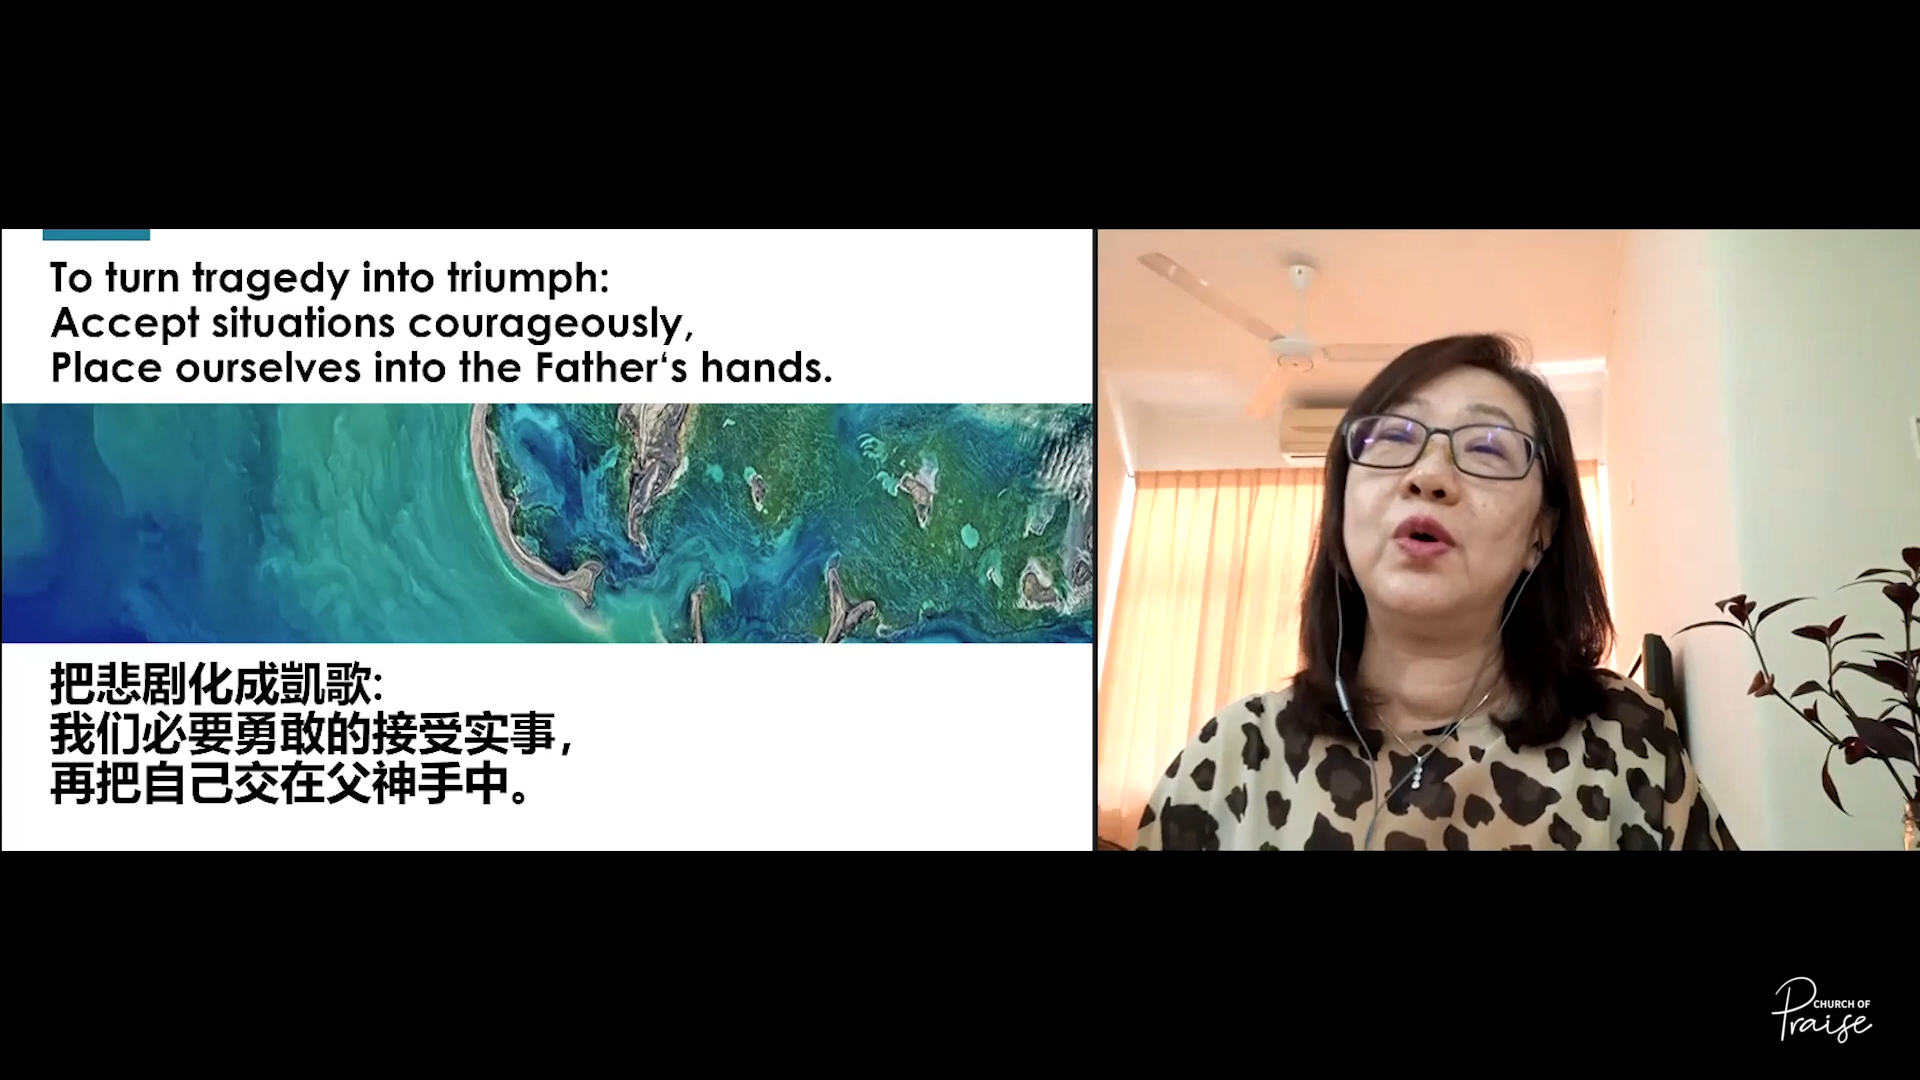 To turn tragedy into triumph:
Accept situations courageously,
Place ourselves into the Father‘s hands.
把悲剧化成凱歌:
我们必要勇敢的接受实事，
再把自己交在父神手中。
CHURCH OF
Praise